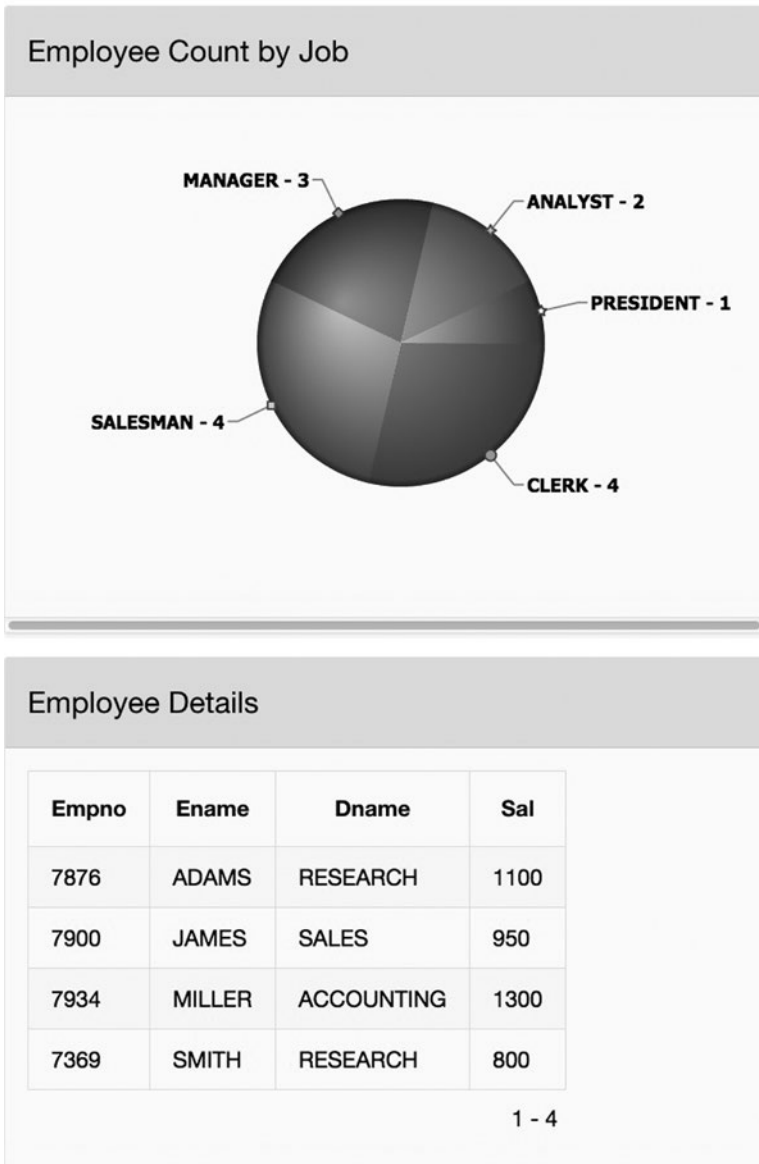 Employee Count by Job
MANAGER - 3
ANALYST - 2
PRESIDENT - 1
SALESMAN - 4
CLERK - 4
Employee Details
Empno Ename Dname Sal
7876 ADAMS RESEARCH 1100
7900 JAMES SALES 950
7934 MILLER ACCOUNTING 1300
7369 SMITH RESEARCH 800
1 - 4